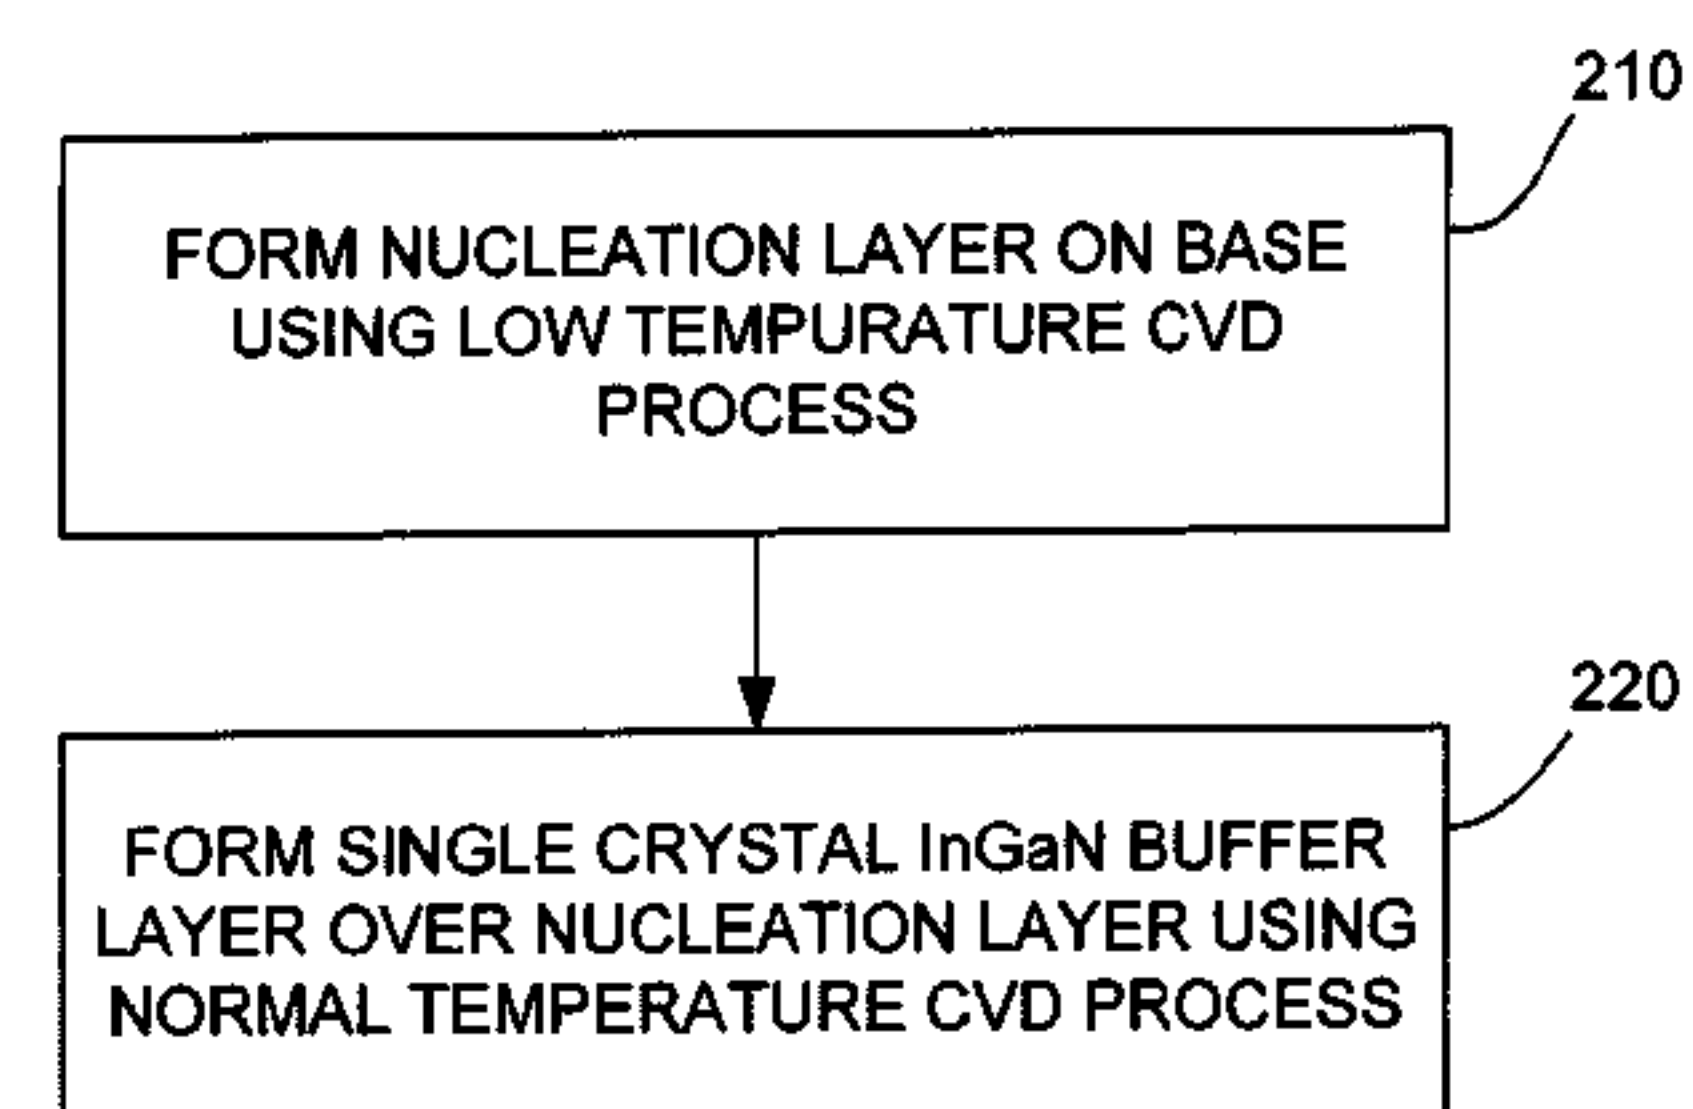 210
FORM NUCLEATION LAYER ON BASE
USING LOW TEMPURATURE CVD
PROCESS
220
FORM SINGLE CRYSTAL InGaN BUFFER
LAYER OVER NUCLEATION LAYER USING
NORMAL TEMPERATURE CVD PROCESS